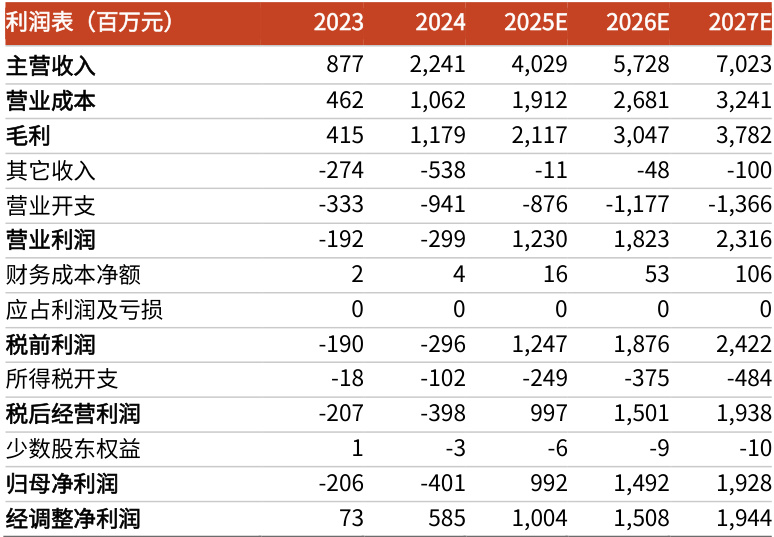 利润表（百万元） 2023 2024 2025E 2026E 2027E
主营收入 877 2,241 4,029 5,728 7,023
营业成本 462 1,062 1,912 2,681 3,241
毛利 415 1,179 2,117 3,047 3,782
其它收入 -274 -538 -11 -48 -100
营业开支 -333 -941 -876 -1,177 -1,366
营业利润 -192 -299 1,230 1,823 2,316
财务成本净额 2 4 16 53 106
应占利润及亏损 0 0 0 0 0
税前利润 -190 -296 1,247 1,876 2,422
所得税开支 -18 -102 -249 -375 -484
税后经营利润 -207 -398 997 1,501 1,938
少数股东权益 1 -3 -6 -9 -10
归母净利润 -206 -401 992 1,492 1,928
经调整净利润 73 585 1,004 1,508 1,944